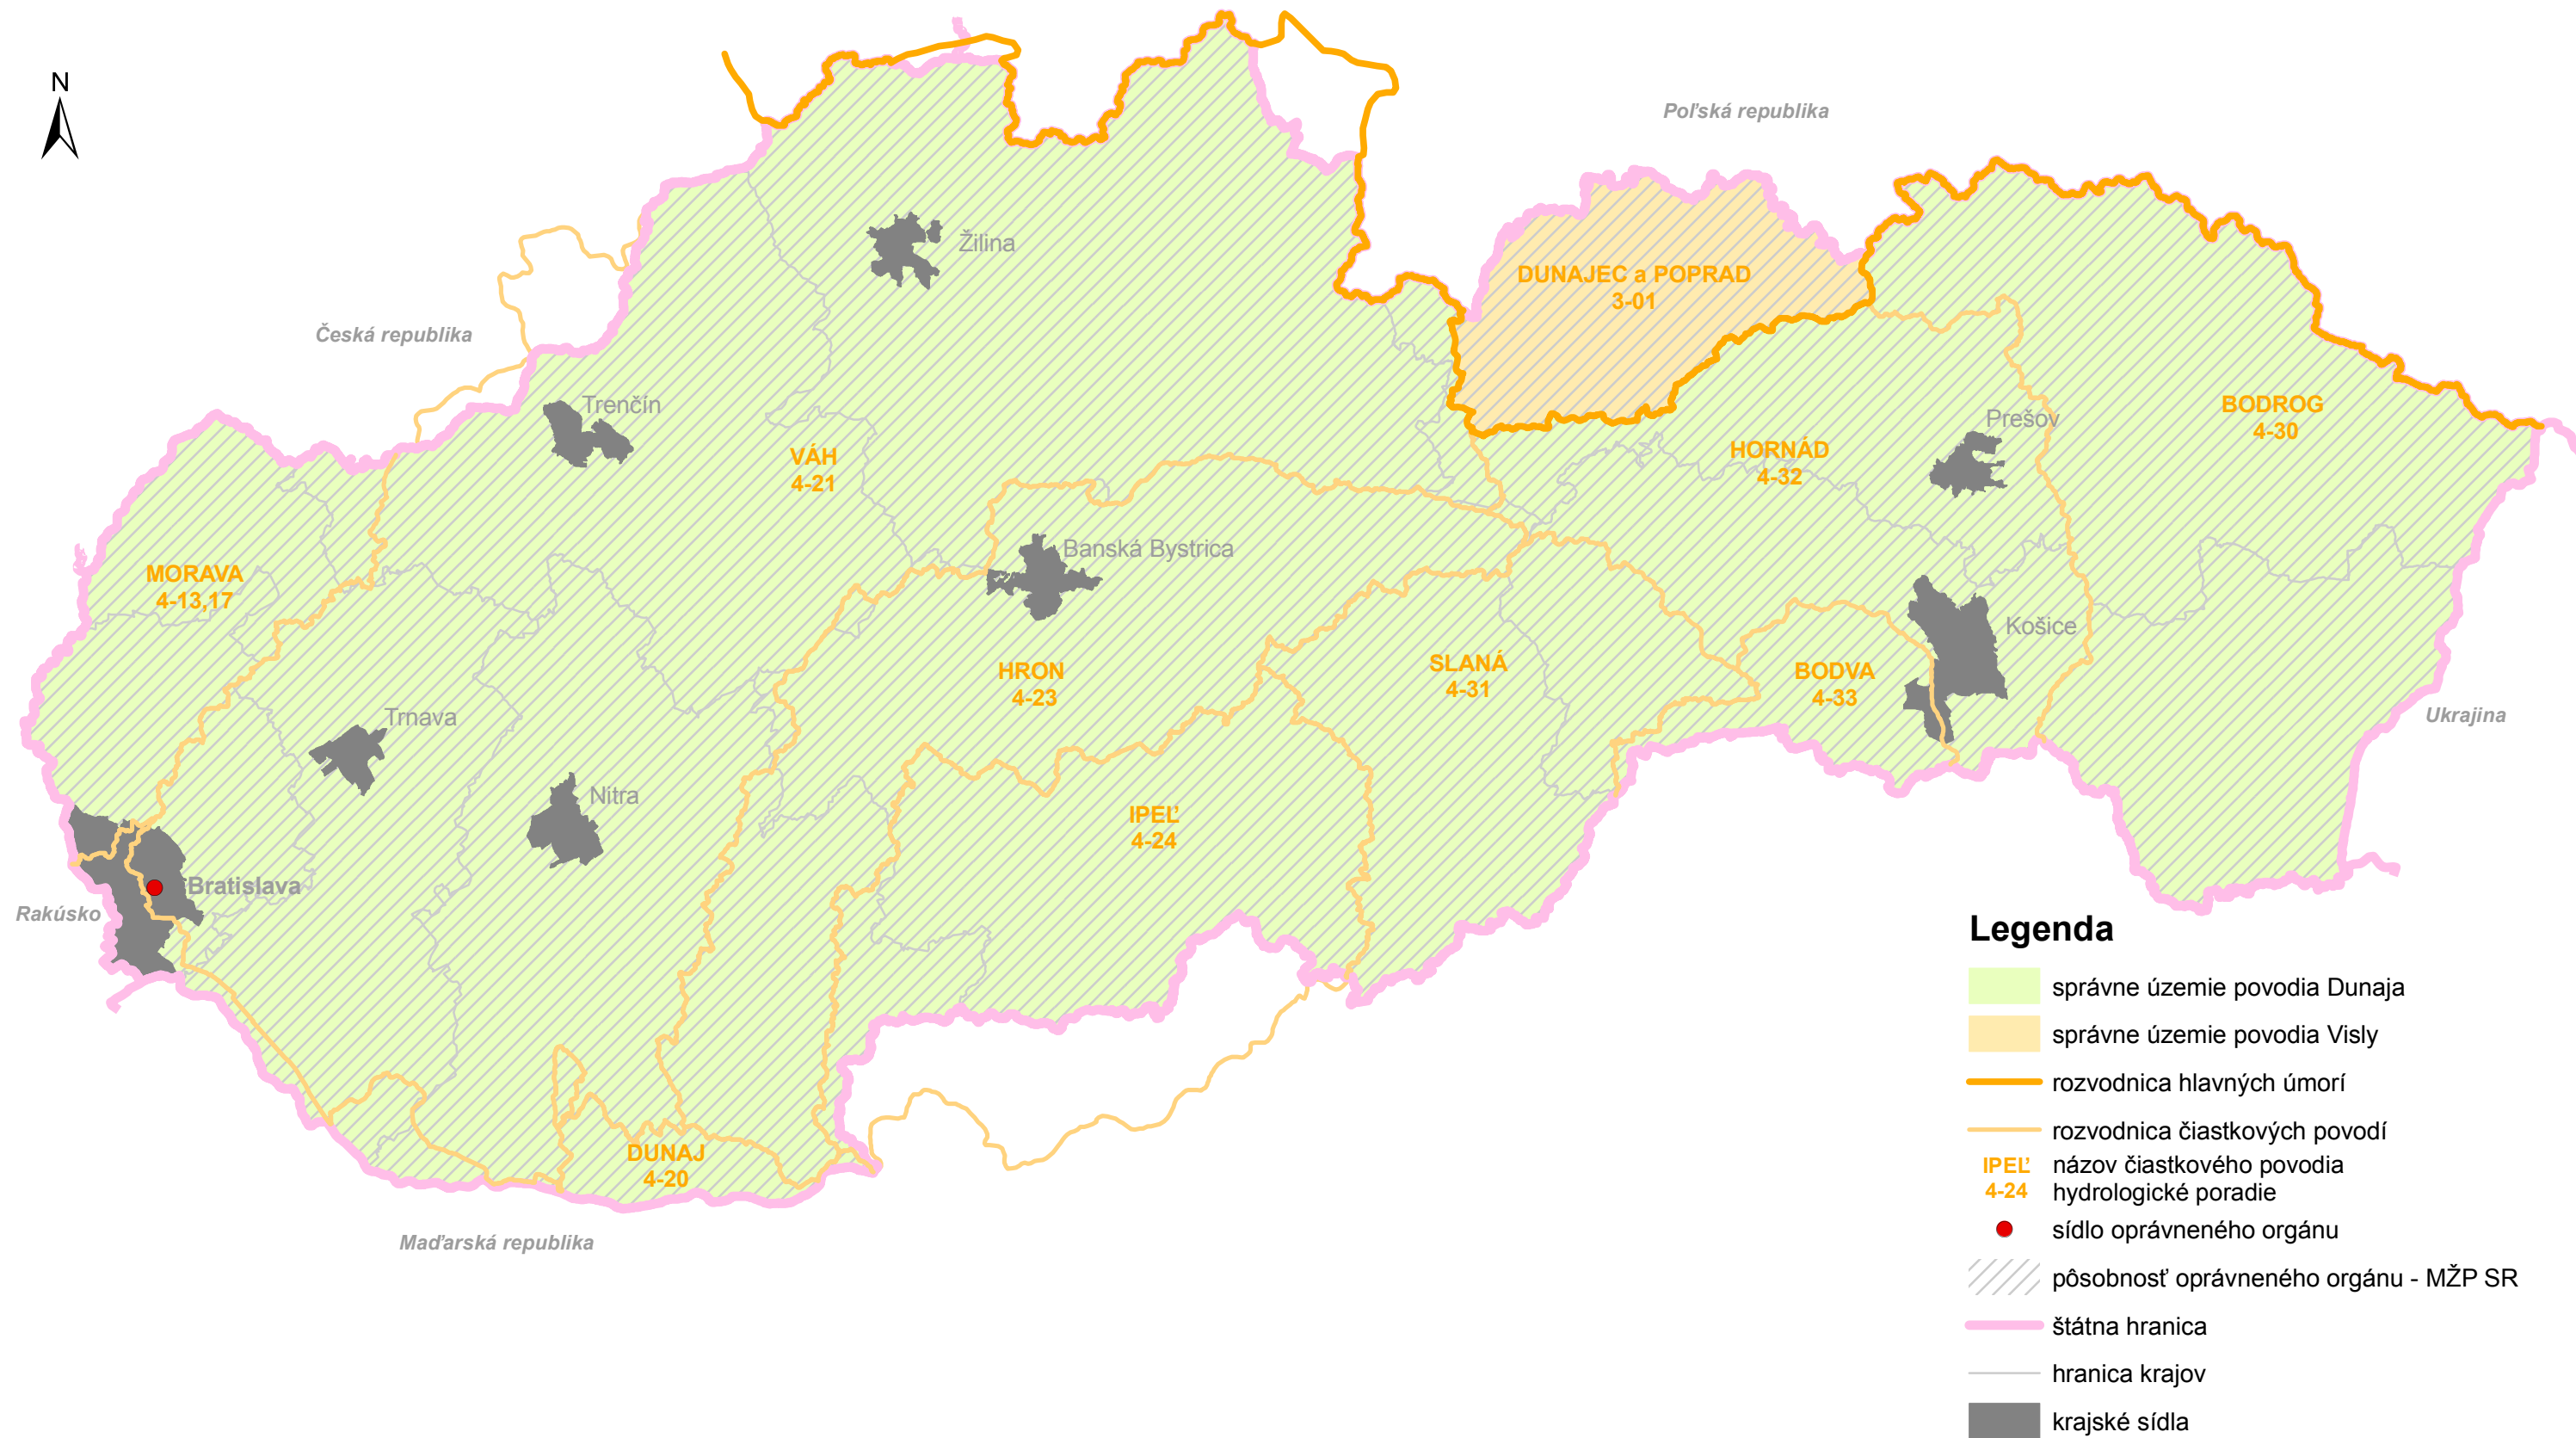 N
Poľská republika
Žilina
DUNAJEC a POPRAD
3-01
Česká republika
Trenčín
BODROG
4-30
Prešov
VÁH
4-21
HORNÁD
4-32
Banská Bystrica
MORAVA
4-13,17
Košice
HRON
4-23
SLANÁ
4-31
BODVA
4-33
Trnava
Ukrajina
Nitra
IPEĽ
4-24
Bratislava
Rakúsko
DUNAJ
4-20
Maďarská republika
Legenda
správne územie povodia Dunaja
správne územie povodia Visly
rozvodnica hlavných úmorí
rozvodnica čiastkových povodí
IPEĽ názov čiastkového povodia
4-24 hydrologické poradie
sídlo oprávneného orgánu
pôsobnosť oprávneného orgánu - MŽP SR
štátna hranica
hranica krajov
krajské sídla